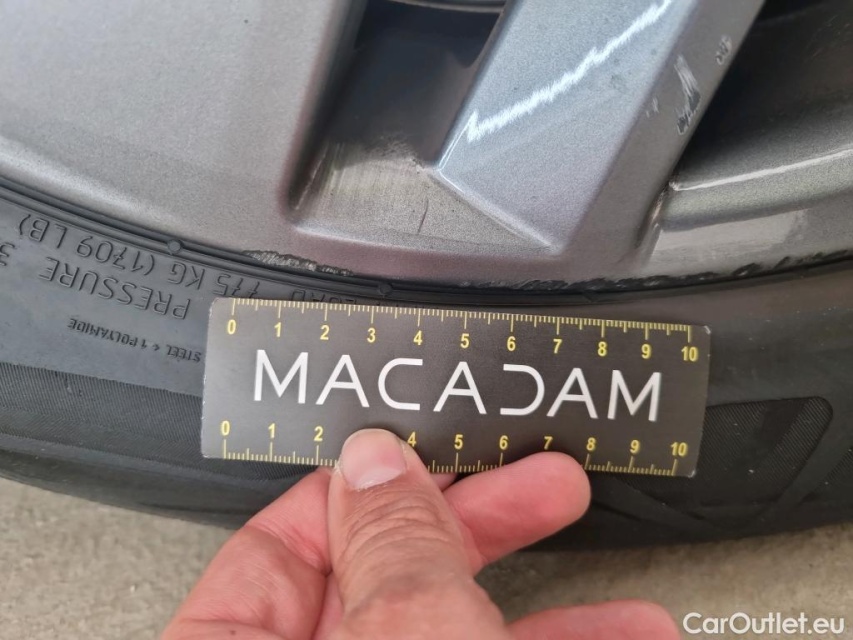 PRESSURE 3
775 KG (1709 LB)
STEEL + 1 POLYAMIDE
0 1 2 3 4 5 6 7 8 9 10
MACADAM
0 1 2 4 5 6 7 8 9 10
CarOutlet.eu